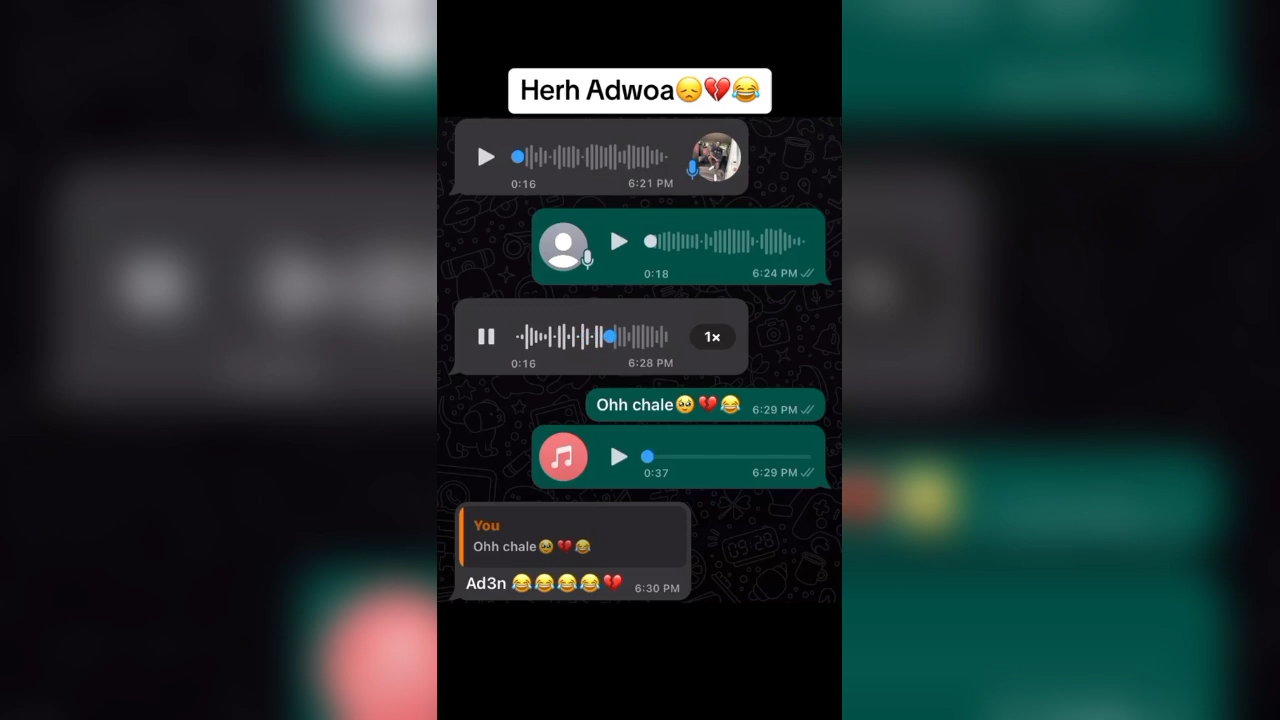 Herh Adwoa😞💔😂
0:16 6:21 PM
0:18 6:24 PM
1×
0:16 6:28 PM
Ohh chale🥹💔😂 6:29 PM
0:37 6:29 PM
You
Ohh chale🥹💔😂
Ad3n 😂😂😂😂💔 6:30 PM